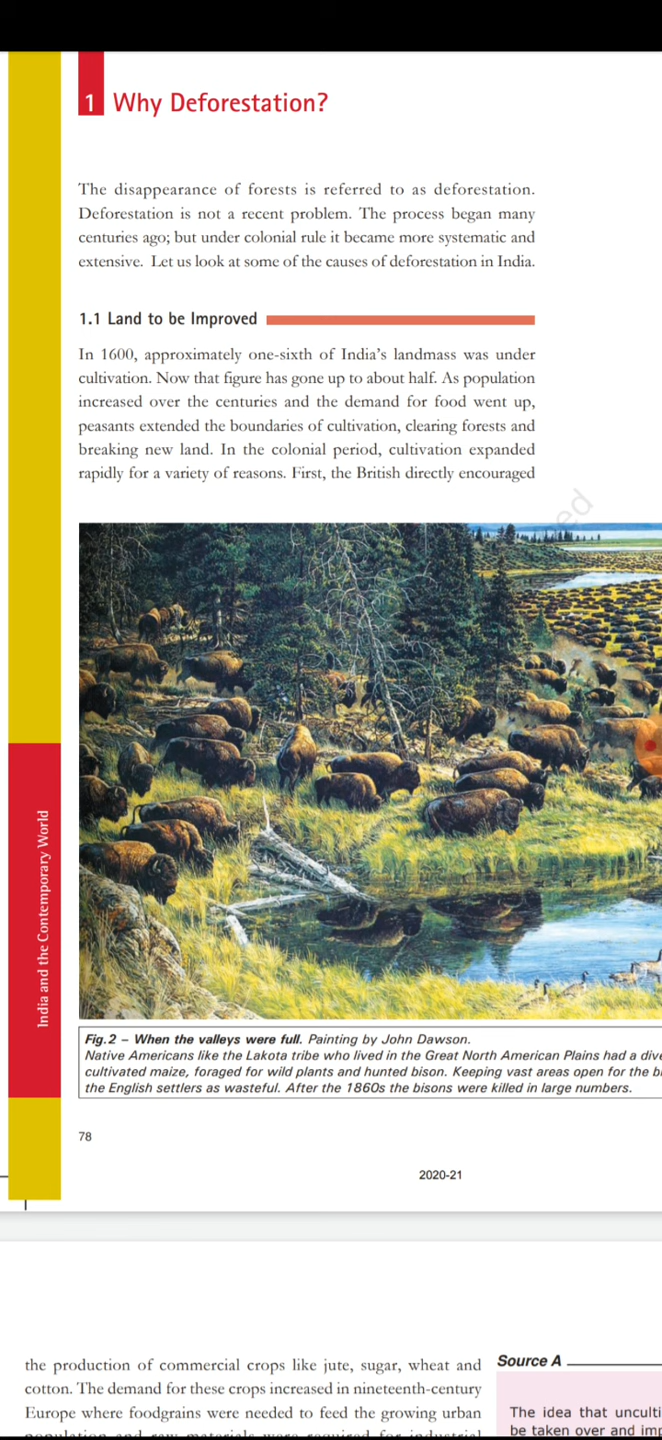 1 Why Deforestation?
The disappearance of forests is referred to as deforestation.
Deforestation is not a recent problem. The process began many
centuries ago; but under colonial rule it became more systematic and
extensive. Let us look at some of the causes of deforestation in India.
1.1 Land to be Improved
In 1600, approximately one-sixth of India's landmass was under
cultivation. Now that figure has gone up to about half. As population
increased over the centuries and the demand for food went up,
peasants extended the boundaries of cultivation, clearing forests and
breaking new land. In the colonial period, cultivation expanded
rapidly for a variety of reasons. First, the British directly encouraged
ed
India and the Contemporary World
Fig.2 – When the valleys were full. Painting by John Dawson.
Native Americans like the Lakota tribe who lived in the Great North American Plains had a dive
cultivated maize, foraged for wild plants and hunted bison. Keeping vast areas open for the b
the English settlers as wasteful. After the 1860s the bisons were killed in large numbers.
78
2020-21
the production of commercial crops like jute, sugar, wheat and
cotton. The demand for these crops increased in nineteenth-century
Europe where foodgrains were needed to feed the growing urban
population and raw materials were required for industrial
Source A
The idea that unculti
be taken over and imp